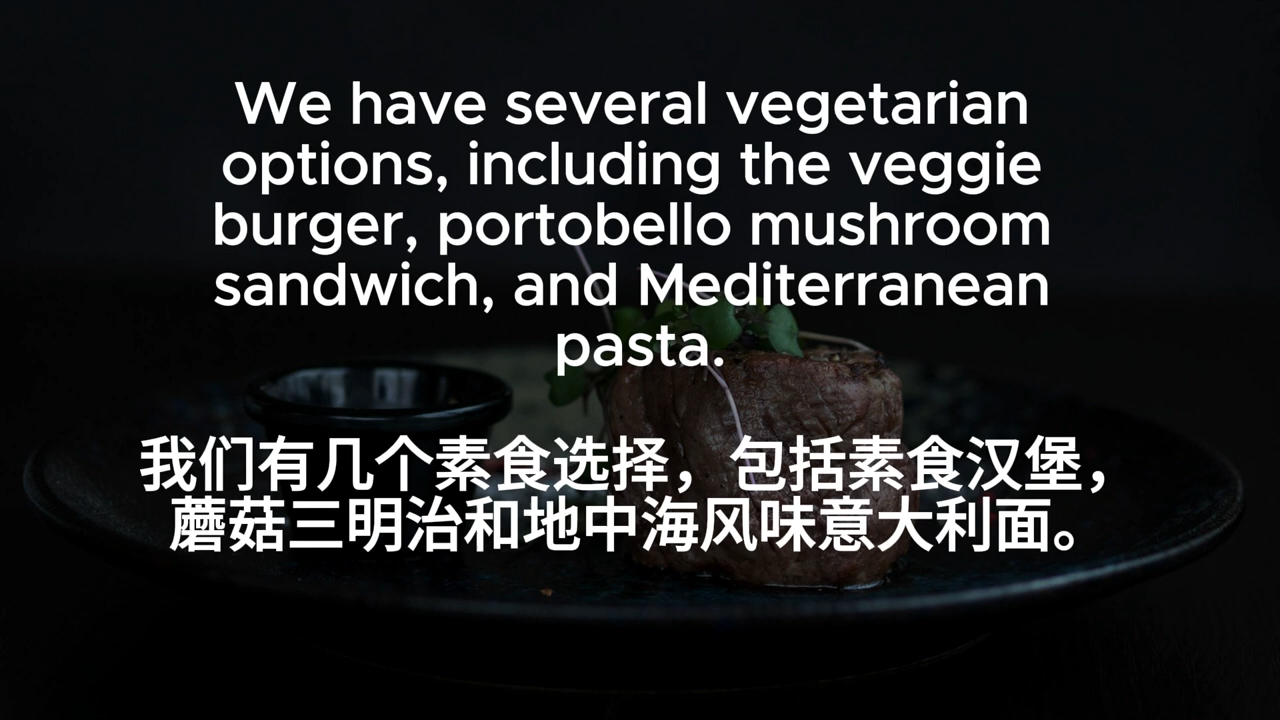 We have several vegetarian
options, including the veggie
burger, portobello mushroom
sandwich, and Mediterranean
pasta.
我们有几个素食选择，包括素食汉堡，
蘑菇三明治和地中海风味意大利面。